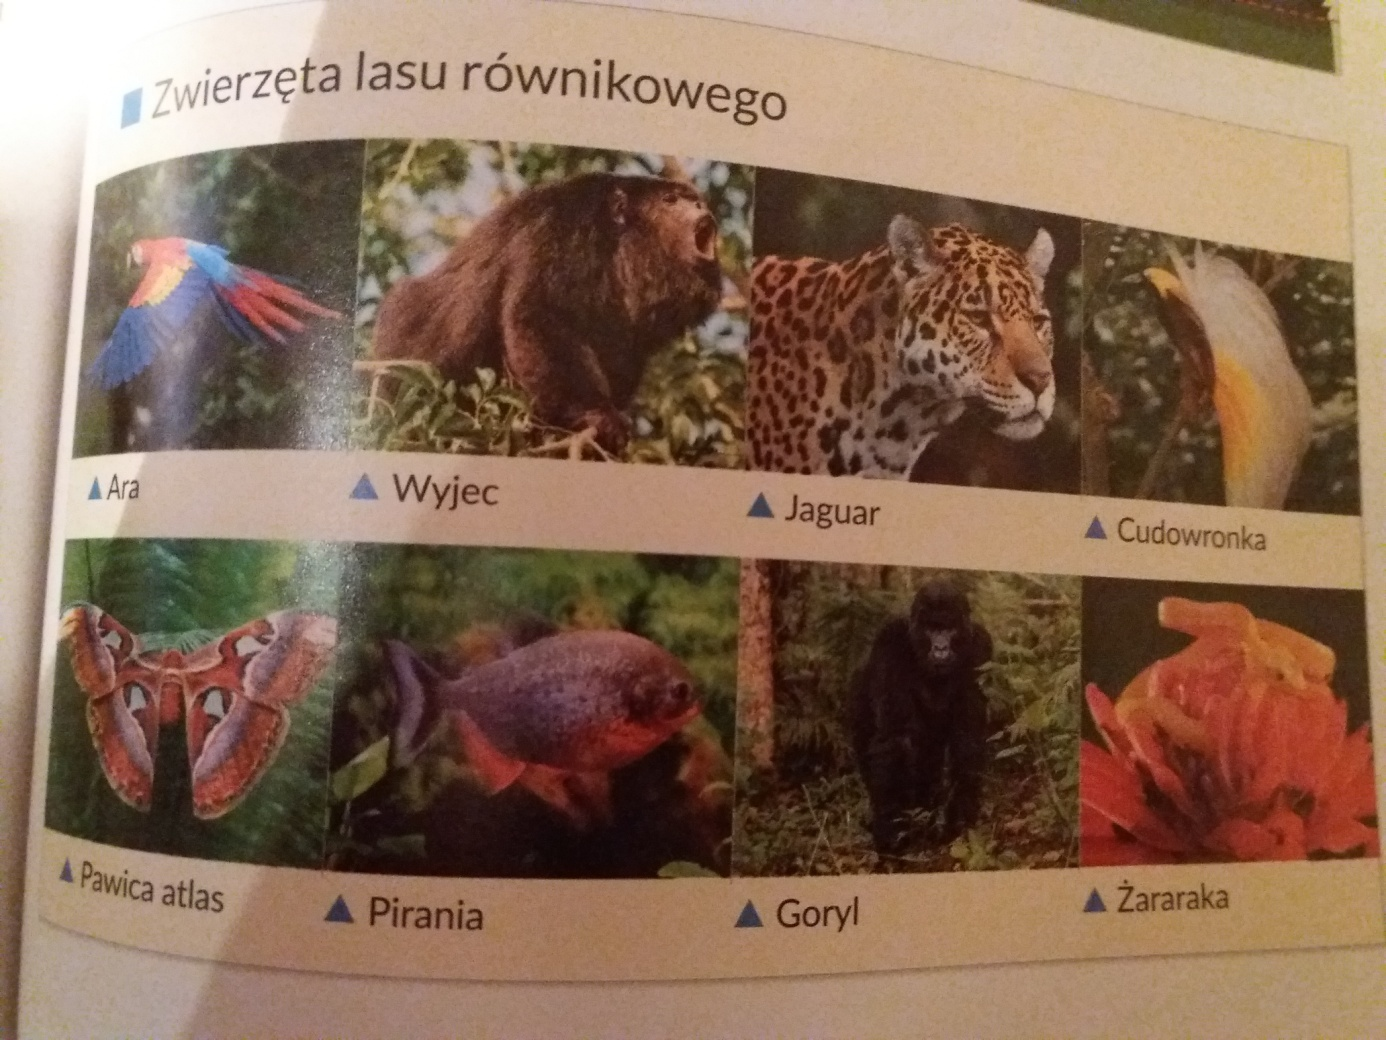 Zwierzęta lasu równikowego
Ara
Wyjec
Jaguar
Cudowronka
Pawica atlas
Pirania
Goryl
Żararaka